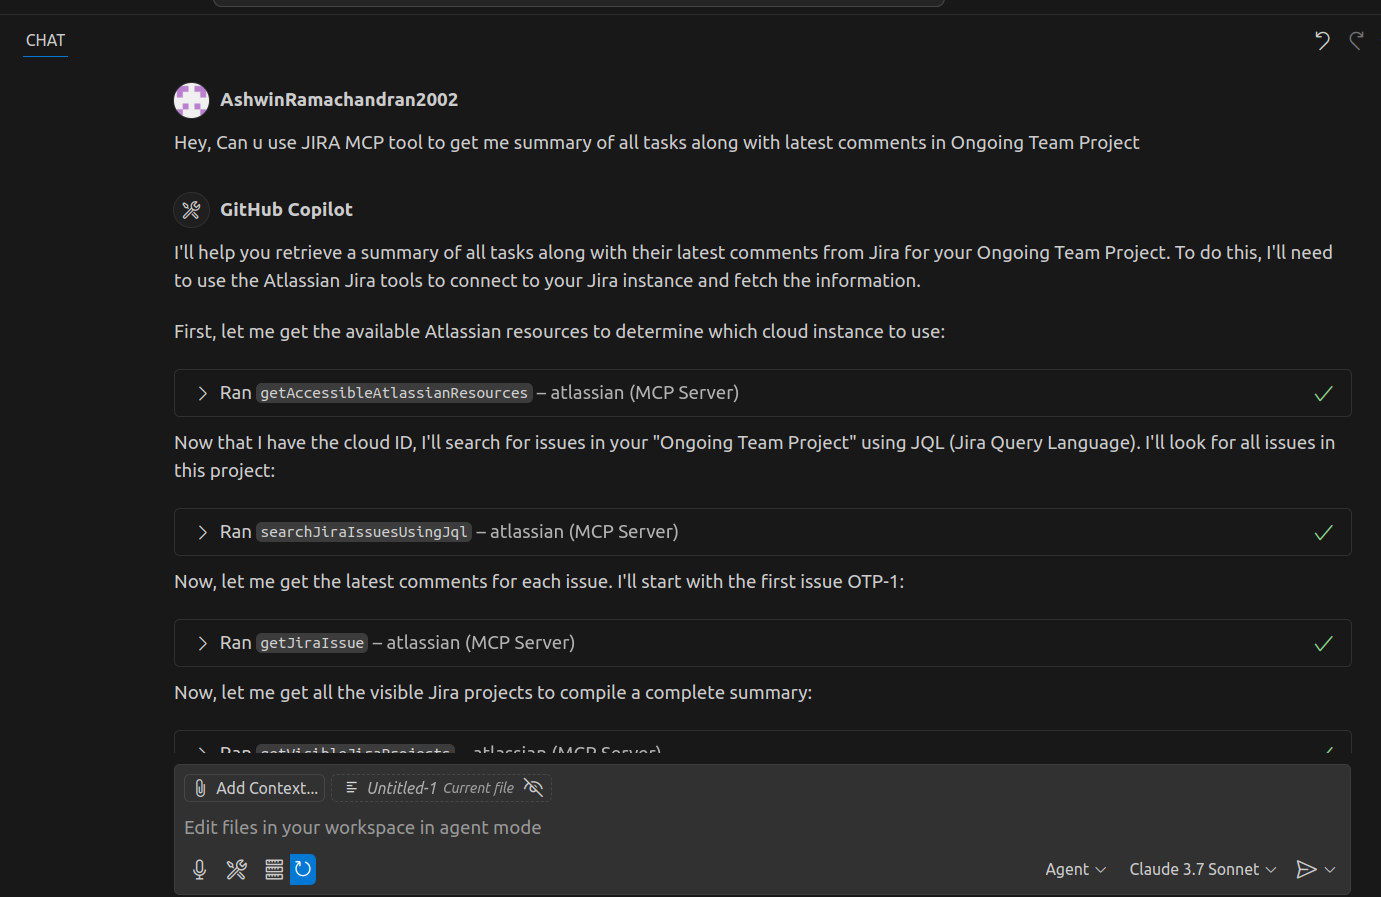 CHAT
AshwinRamachandran2002
Hey, Can u use JIRA MCP tool to get me summary of all tasks along with latest comments in Ongoing Team Project
GitHub Copilot
I'll help you retrieve a summary of all tasks along with their latest comments from Jira for your Ongoing Team Project. To do this, I'll need
to use the Atlassian Jira tools to connect to your Jira instance and fetch the information.
First, let me get the available Atlassian resources to determine which cloud instance to use:
Ran getAccessibleAtlassianResources – atlassian (MCP Server)
Now that I have the cloud ID, I'll search for issues in your "Ongoing Team Project" using JQL (Jira Query Language). I'll look for all issues in
this project:
Ran searchJiraIssuesUsingJql – atlassian (MCP Server)
Now, let me get the latest comments for each issue. I'll start with the first issue OTP-1:
Ran getJiraIssue – atlassian (MCP Server)
Now, let me get all the visible Jira projects to compile a complete summary:
Ran getVisibleJiraProjects – atlassian (MCP Server)
Add Context...
Untitled-1 Current file
Edit files in your workspace in agent mode
Agent
Claude 3.7 Sonnet